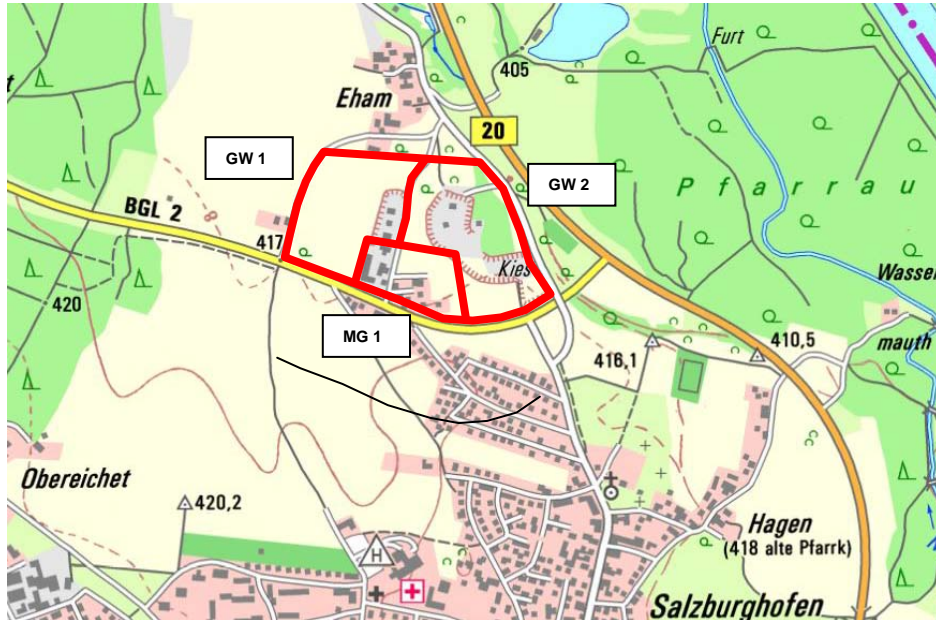 Furt
405
Eham
20
GW 1
GW 2
Pfarrau
BGL 2
417
Kies
Wasser
420
mauth
MG 1
416,1
410,5
Obereichet
420,2
Hagen
(418 alte Pfarrk)
H
Salzburghofen